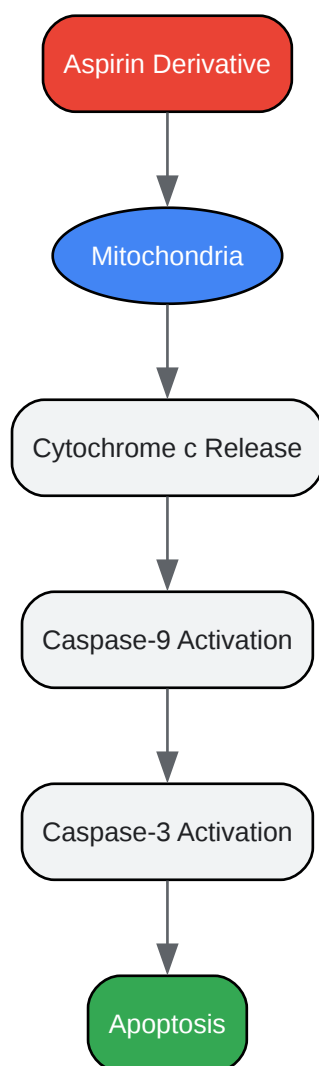 Aspirin Derivative
Mitochondria
Cytochrome c Release
Caspase-9 Activation
Caspase-3 Activation
Apoptosis